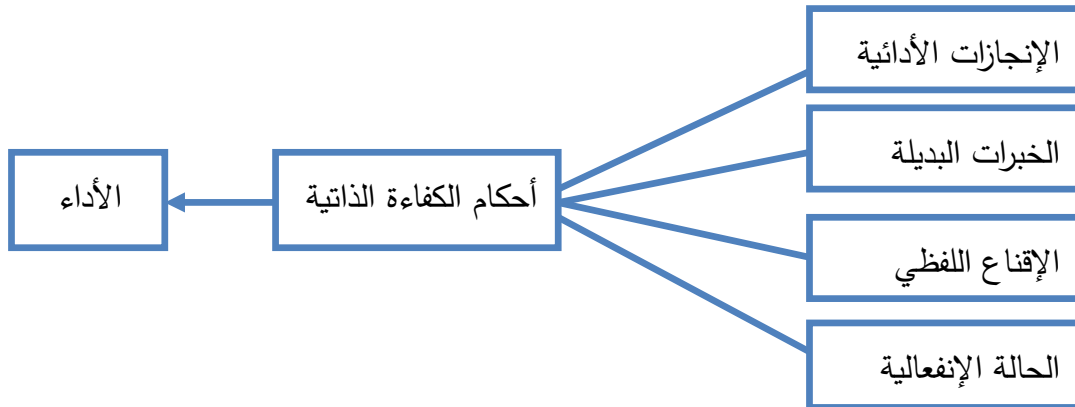 الإنجازات الأدائية
الخبرات البديلة
الإقناع اللفظي
الحالة الإنفعالية
أحكام الكفاءة الذاتية
الأداء